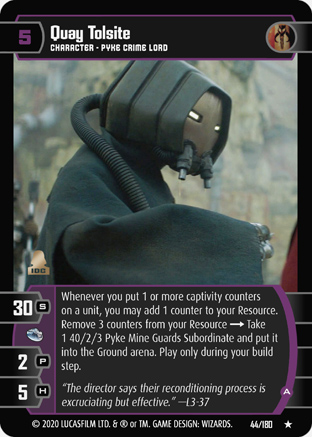 5
Quay Tolsite
CHARACTER - PYKE CRIME LORD
IDC
30 S
2 P
5 H
Whenever you put 1 or more captivity counters
on a unit, you may add 1 counter to your Resource.
Remove 3 counters from your Resource → Take
1 40/2/3 Pyke Mine Guards Subordinate and put it
into the Ground arena. Play only during your build
step.
“The director says their reconditioning process is
excruciating but effective.” —L3-37
A
© 2020 LUCASFILM LTD. & ® or TM. GAME DESIGN: WIZARDS.
44/180 ★